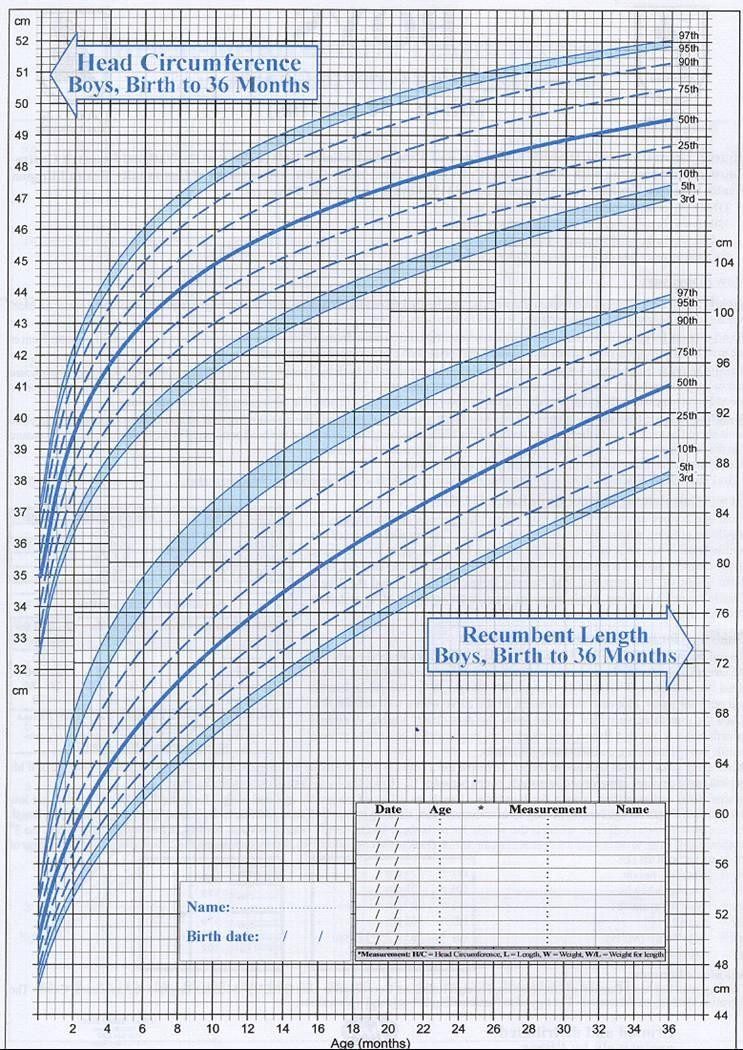 cm
52
51
50
49
48
47
46
45
44
43
42
41
40
39
38
37
36
35
34
33
32
cm
Head Circumference
Boys, Birth to 36 Months
97th
95th
90th
75th
50th
25th
10th
5th
3rd
cm
104
100
96
92
88
84
80
76
72
68
64
60
56
52
48
cm
44
97th
95th
90th
75th
50th
25th
10th
5th
3rd
Recumbent Length
Boys, Birth to 36 Months
Date Age * Measurement Name
/ / :
/ / :
/ / :
/ / :
/ / :
/ / :
/ / :
/ / :
/ / :
/ / :
*Measurement: H/C = Head Circumference, L = Length, W = Weight, W/L = Weight for length
Name:
Birth date: / /
2 4 6 8 10 12 14 16 18 20 22 24 26 28 30 32 34 36
Age (months)